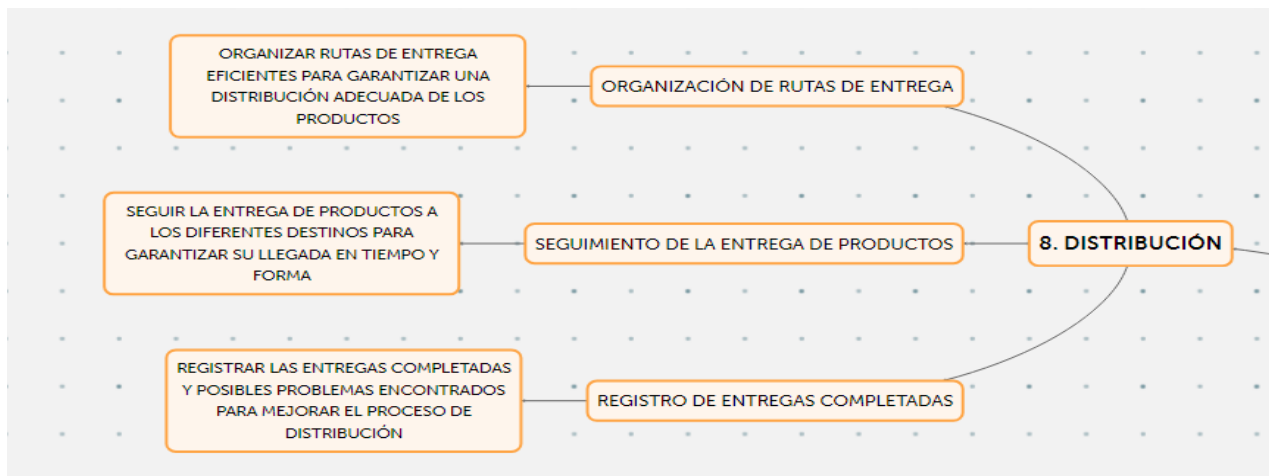 ORGANIZAR RUTAS DE ENTREGA
EFICIENTES PARA GARANTIZAR UNA
DISTRIBUCIÓN ADECUADA DE LOS
PRODUCTOS
ORGANIZACIÓN DE RUTAS DE ENTREGA
SEGUIR LA ENTREGA DE PRODUCTOS A
LOS DIFERENTES DESTINOS PARA
GARANTIZAR SU LLEGADA EN TIEMPO Y
FORMA
SEGUIMIENTO DE LA ENTREGA DE PRODUCTOS
8. DISTRIBUCIÓN
REGISTRAR LAS ENTREGAS COMPLETADAS
Y POSIBLES PROBLEMAS ENCONTRADOS
PARA MEJORAR EL PROCESO DE
DISTRIBUCIÓN
REGISTRO DE ENTREGAS COMPLETADAS